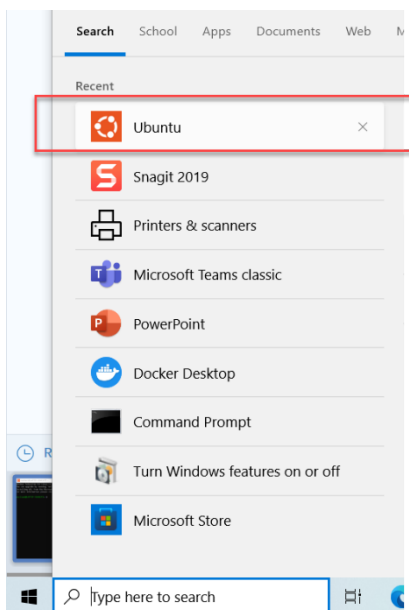 Search School Apps Documents Web M
Recent
Ubuntu
Snagit 2019
Printers & scanners
Microsoft Teams classic
PowerPoint
Docker Desktop
Command Prompt
Turn Windows features on or off
Microsoft Store
R
Type here to search